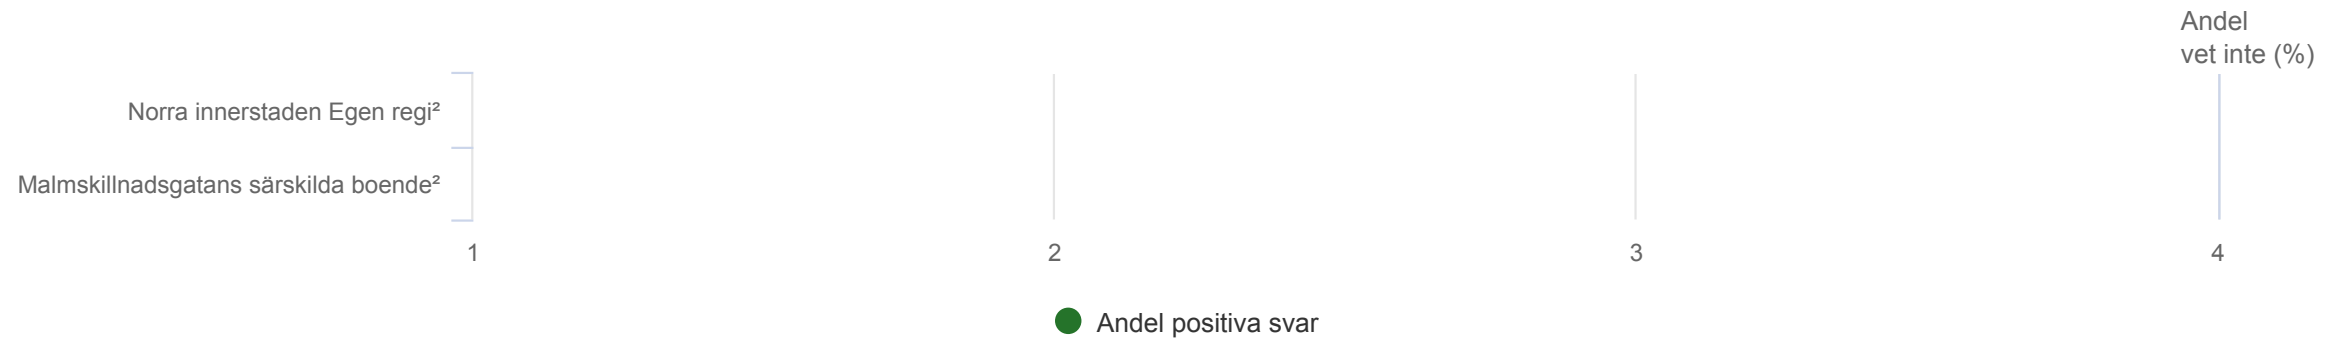 Andel
vet inte (%)
Norra innerstaden Egen regi²
Malmskillnadsgatans särskilda boende²
1 2 3 4
Andel positiva svar